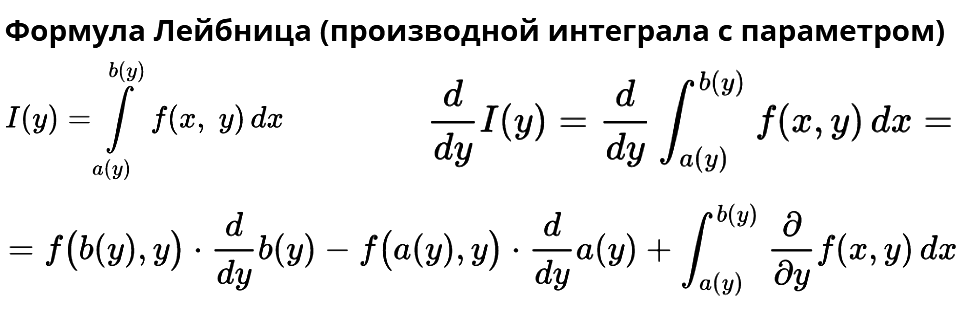 Формула Лейбница (производной интеграла с параметром)
I(y) = ∫_{a(y)}^{b(y)} f(x, y) dx    d/dy I(y) = d/dy ∫_{a(y)}^{b(y)} f(x, y) dx =
= f(b(y), y) · d/dy b(y) − f(a(y), y) · d/dy a(y) + ∫_{a(y)}^{b(y)} ∂/∂y f(x, y) dx